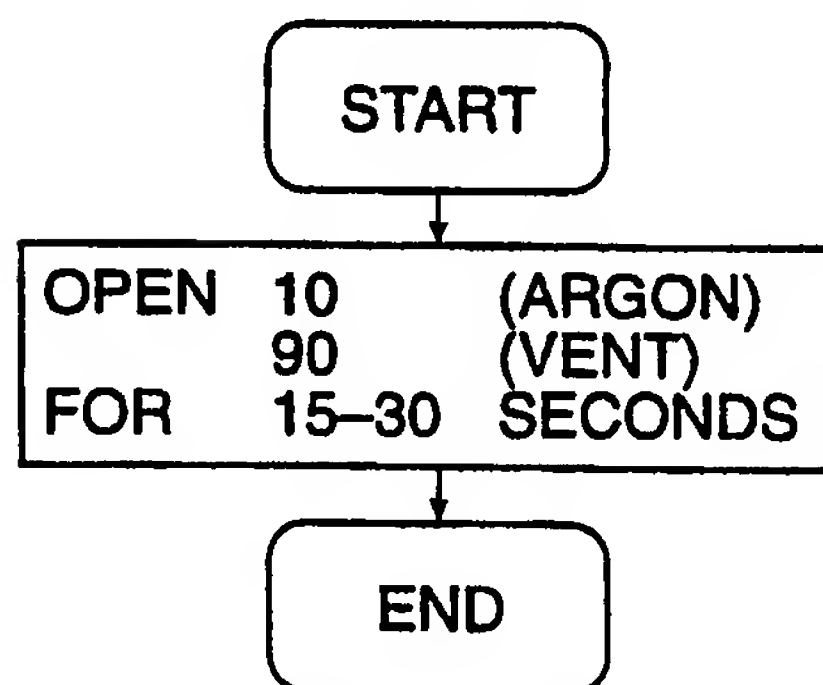 START
OPEN 10 (ARGON)
90 (VENT)
FOR 15–30 SECONDS
END